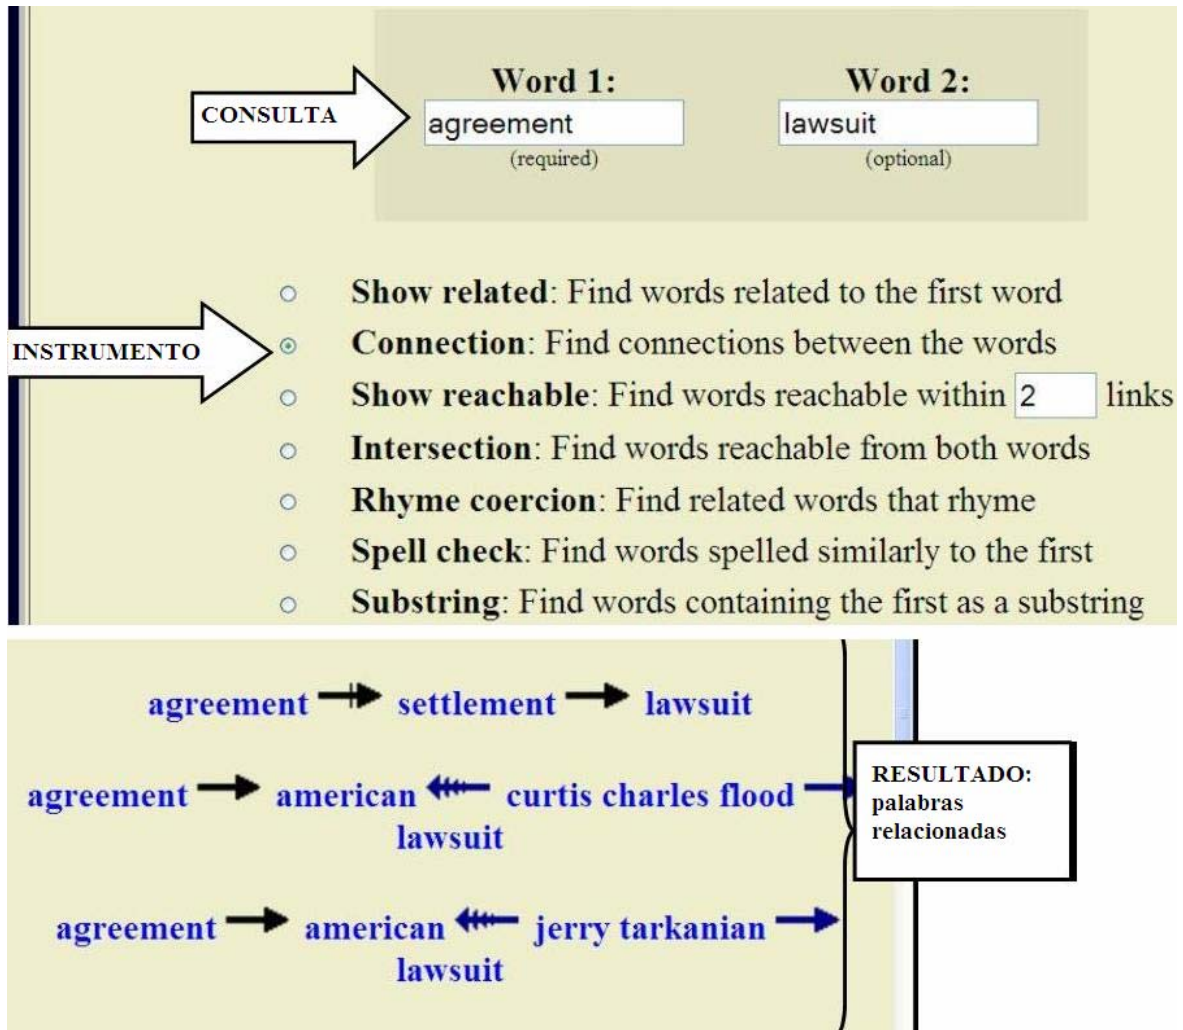 Word 1: Word 2:
CONSULTA
agreement lawsuit
(required) (optional)
Show related: Find words related to the first word
INSTRUMENTO
Connection: Find connections between the words
Show reachable: Find words reachable within 2 links
Intersection: Find words reachable from both words
Rhyme coercion: Find related words that rhyme
Spell check: Find words spelled similarly to the first
Substring: Find words containing the first as a substring
agreement settlement lawsuit
agreement american curtis charles flood
lawsuit
agreement american jerry tarkanian
lawsuit
RESULTADO:
palabras
relacionadas